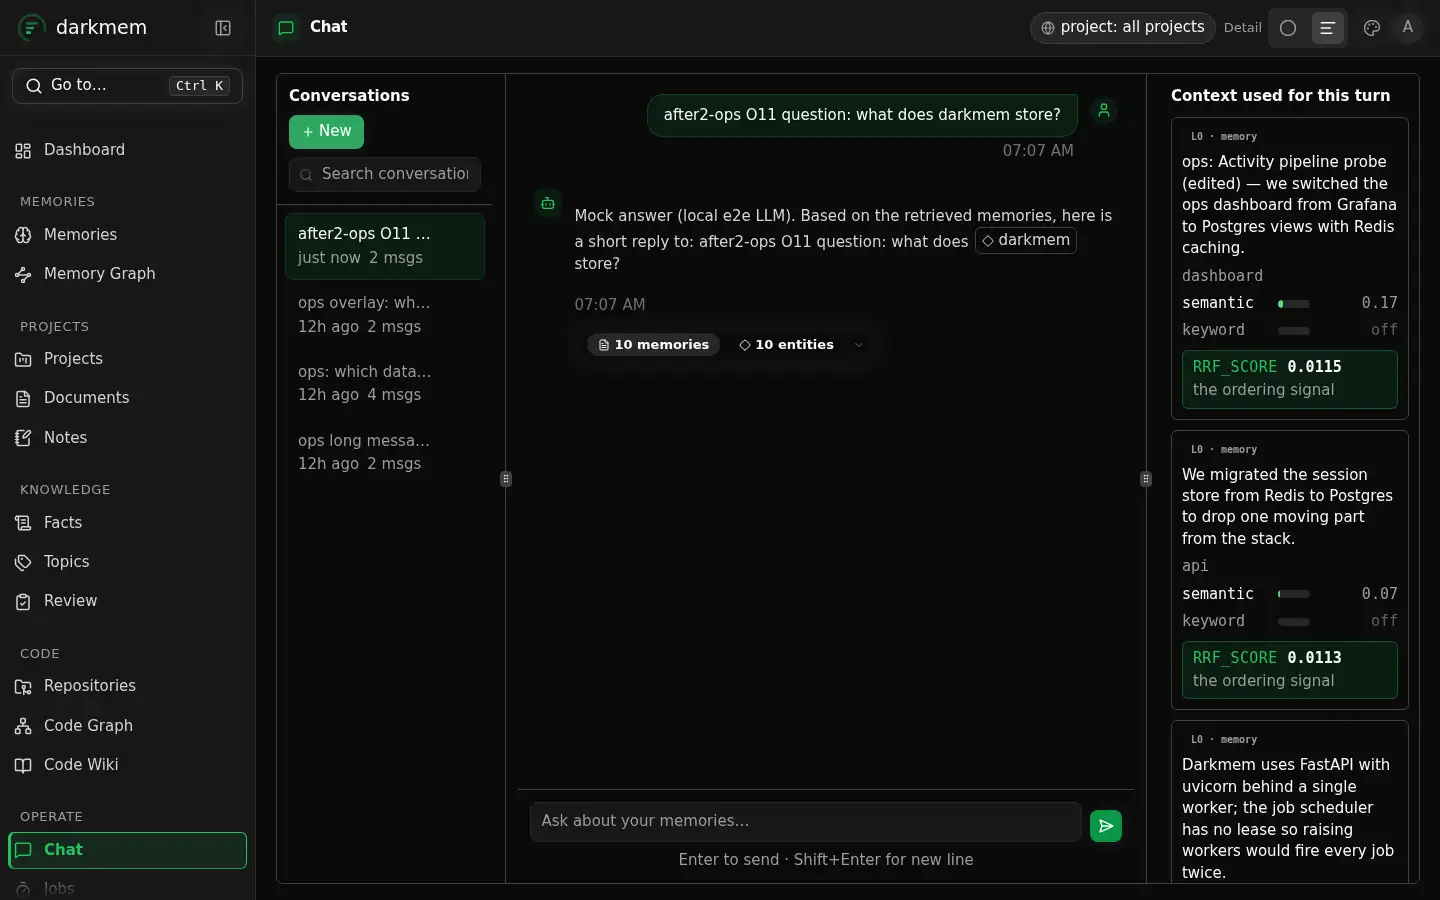 darkmem
Go to...
Ctrl K
Dashboard
MEMORIES
Memories
Memory Graph
PROJECTS
Projects
Documents
Notes
KNOWLEDGE
Facts
Topics
Review
CODE
Repositories
Code Graph
Code Wiki
OPERATE
Chat
Jobs
Chat
project: all projects
Detail
A
Conversations
+ New
Search conversation
after2-ops O11 ...
just now 2 msgs
ops overlay: wh...
12h ago 2 msgs
ops: which data...
12h ago 4 msgs
ops long messa...
12h ago 2 msgs
after2-ops O11 question: what does darkmem store?
07:07 AM
Mock answer (local e2e LLM). Based on the retrieved memories, here is
a short reply to: after2-ops O11 question: what does ◇ darkmem
store?
07:07 AM
10 memories
◇ 10 entities
Ask about your memories...
Enter to send · Shift+Enter for new line
Context used for this turn
L0 · memory
ops: Activity pipeline probe
(edited) — we switched the
ops dashboard from Grafana
to Postgres views with Redis
caching.
dashboard
semantic 0.17
keyword off
RRF_SCORE 0.0115
the ordering signal
L0 · memory
We migrated the session
store from Redis to Postgres
to drop one moving part
from the stack.
api
semantic 0.07
keyword off
RRF_SCORE 0.0113
the ordering signal
L0 · memory
Darkmem uses FastAPI with
uvicorn behind a single
worker; the job scheduler
has no lease so raising
workers would fire every job
twice.